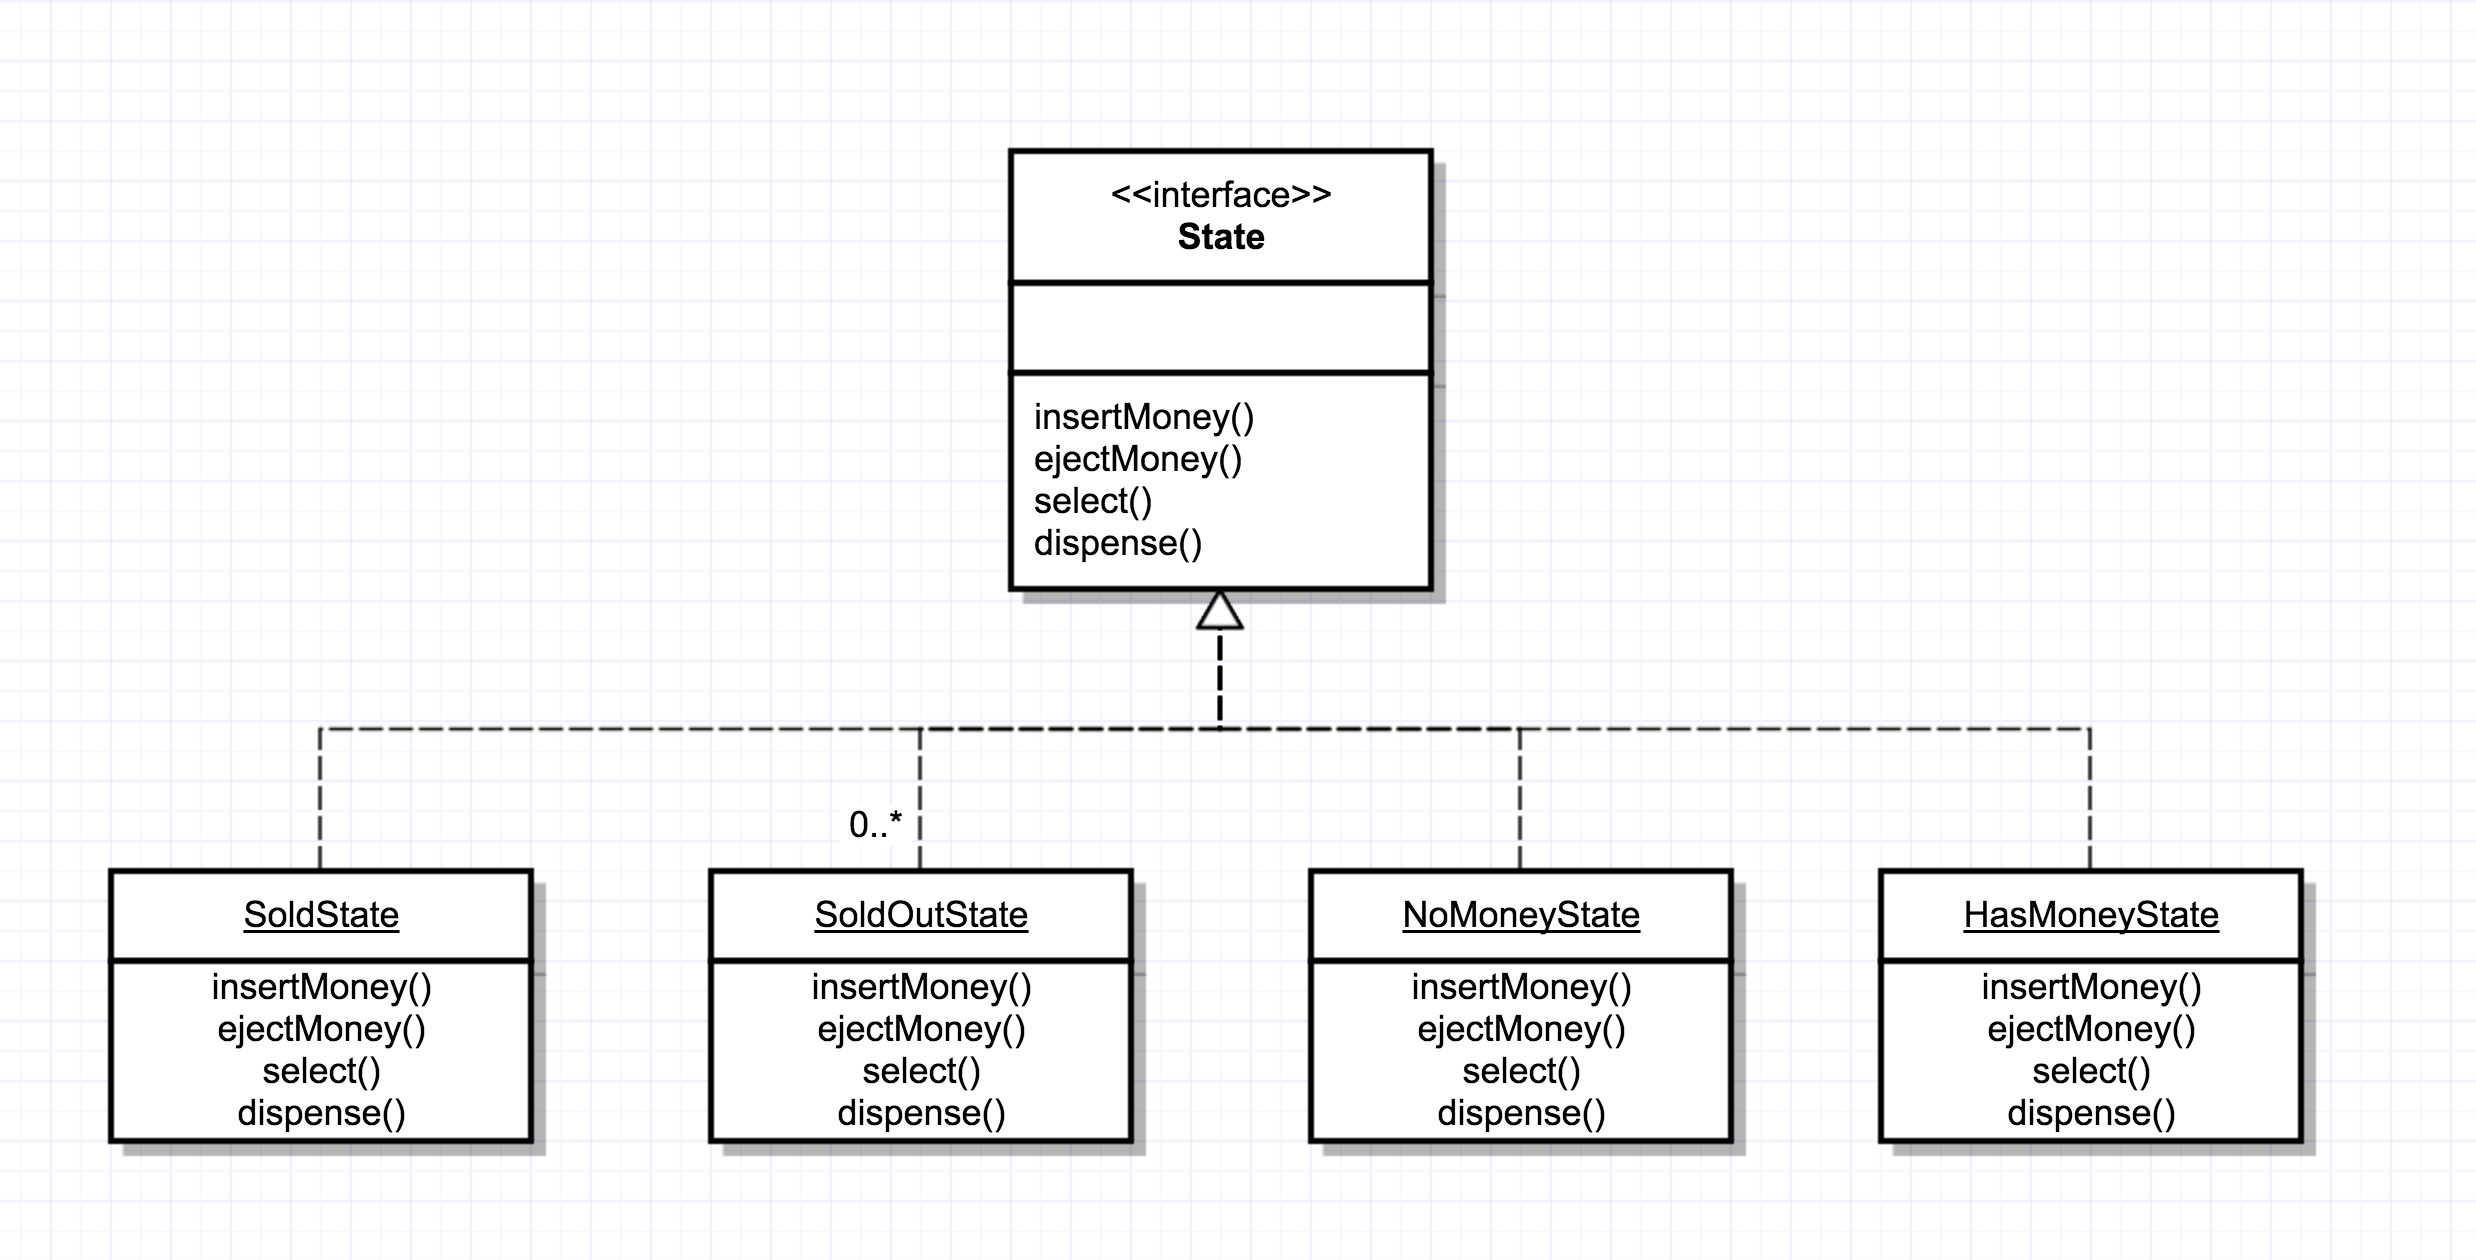 <<interface>>
State
insertMoney()
ejectMoney()
select()
dispense()
0..*
SoldState
insertMoney()
ejectMoney()
select()
dispense()
SoldOutState
insertMoney()
ejectMoney()
select()
dispense()
NoMoneyState
insertMoney()
ejectMoney()
select()
dispense()
HasMoneyState
insertMoney()
ejectMoney()
select()
dispense()